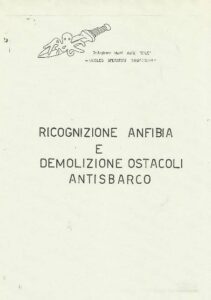 RICOGNIZIONE ANFIBIA
E
DEMOLIZIONE OSTACOLI
ANTISBARCO